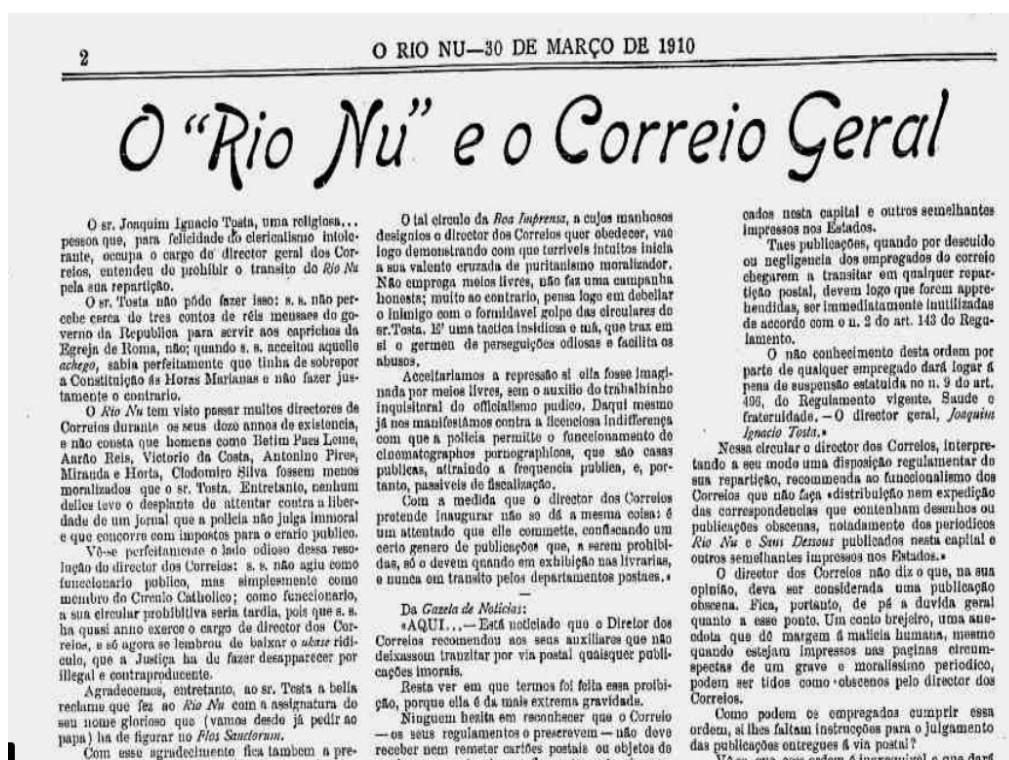 2
O RIO NU—30 DE MARÇO DE 1910
O “Rio Nu” e o Correio Geral
O sr. Joaquim Ignacio Tosta, uma religiosa...
pessoa que, para felicidade do clericalismo intole-
rante, occupa o cargo de director geral dos Cor-
reios, entendeu de prohibir o transito do Rio Nu
pela sua repartição.
O sr. Tosta não póde fazer isso: s. s. não per-
cebe cerca de tres contos de réis mensaes do go-
verno da Republica para servir aos caprichos da
Egreja de Roma, não; quando s. s. acceitou aquelle
achego, sabia perfeitamente que tinha de sobrepor
a Constituição ás Horas Marianas e não fazer jus-
tamente o contrario.
O Rio Nu tem visto passar muitos directores de
Correios durante os seus doze annos de existencia,
e não consta que homens como Betim Paes Leme,
Aarão Reis, Victorio da Costa, Antonino Pires,
Miranda e Horta, Clodomiro Silva fossem menos
moralizados que o sr. Tosta. Entretanto, nenhum
delles teve o desplante de attentar contra a liber-
dade de um jornal que a policia não julga immoral
e que concorre com impostos para o erario publico.
Vê-se perfeitamente o lado odioso dessa reso-
lução do director dos Correios: s. s. não agiu como
funccionario publico, mas simplesmente como
membro do Circulo Catholico; como funcionario,
a sua circular prohibitiva seria tardia, pois que s. s.
ha quasi anno exerce o cargo de director dos Cor-
reios, e só agora se lembrou de baixar o ukase ridi-
culo, que a Justiça ha de fazer desapparecer por
illegal e contraproducente.
Agradecemos, entretanto, ao sr. Tosta a bella
reclame que fez ao Rio Nu com a assignatura do
seu nome glorioso que (vamos desde já pedir ao
papa) ha de figurar no Flos Sanctorum.
Com esse agradecimento fica tambem a pre-
O tal circulo da Boa Imprensa, a cujos manhosos
designios o director dos Correios quer obedecer, vae
logo demonstrando com que terriveis intuitos inicia
a sua valente cruzada de puritanismo moralizador.
Não emprega meios livres, não faz uma campanha
honesta; muito ao contrario, pensa logo em debellar
o inimigo com o formidavel golpe das circulares do
sr. Tosta. E' uma tactica insidiosa e má, que traz em
si o germen de perseguições odiosas e facilita os
abusos.
Acceitariamos a repressão si ella fosse imagi-
nada por meios livres, sem o auxilio do trabalhinho
inquisitoral do officialismo pudico. Daqui mesmo
já nos manifestámos contra a licenciosa indifferença
com que a policia permitte o funccionamento de
cinematographos pornographicos, que são casas
publicas, attraindo a frequencia publica, e, por-
tanto, passiveis de fiscalização.
Com a medida que o director dos Correios
pretende inaugurar não so dá a mesma coisa: é
um attentado que elle commette, confiscando um
certo genero de publicações que, a serem prohibi-
das, só o devem quando em exhibição nas livrarias,
e nunca em transito pelos departamentos postaes.»
Da Gazeta de Noticias:
«AQUI...—Está noticiado que o Diretor dos
Correios recomendou aos seus auxiliares que não
deixassom tranzitar por via postal quaisquer publi-
cações imorais.
Resta ver em que termos foi feita essa proibi-
ção, porque ella é da mais extrema gravidade.
Ninguem hezita em reconhecer que o Correio
—os seus regulamentos o prescrevem—não deve
receber nem remeter cartões postais ou objetos de
cados nesta capital e outros semelhantes
impressos nos Estados.
Taes publicações, quando por descuido
ou negligencia dos empregados do correio
chegarem a transitar em qualquer repar-
tição postal, devem logo que forem appre-
hendidas, ser immediatamente inutilizadas
de accordo com o n. 2 do art. 143 do Regu-
lamento.
O não conhecimento desta ordem por
parte de qualquer empregado dará logar á
pena de suspensão estatuida no n. 9 do art.
496, do Regulamento vigente. Saude e
fraternidade.—O director geral, Joaquim
Ignacio Tosta.»
Nessa circular o director dos Correios, interpre-
tando a seu modo uma disposição regulamentar de
sua repartição, recommenda ao funccionalismo dos
Correios que não faça «distribuição nem expedição
das correspondencias que contenham desenhos ou
publicações obscenas, notadamente dos periodicos
Rio Nu e Sans Dessous publicados nesta capital e
outros semelhantes impressos nos Estados.»
O director dos Correios não diz o que, na sua
opinião, deva ser considerada uma publicação
obscena. Fica, portanto, de pé a duvida geral
quanto a esse ponto. Um conto brejeiro, uma ane-
cdota que dê margem á malicia humana, mesmo
quando estejam impressos nas paginas circum-
spectas de um grave e moralissimo periodico,
podem ser tidos como obscenos pelo director dos
Correios.
Como podem os empregados cumprir essa
ordem, si lhes faltam instrucções para o julgamento
das publicações entregues á via postal?